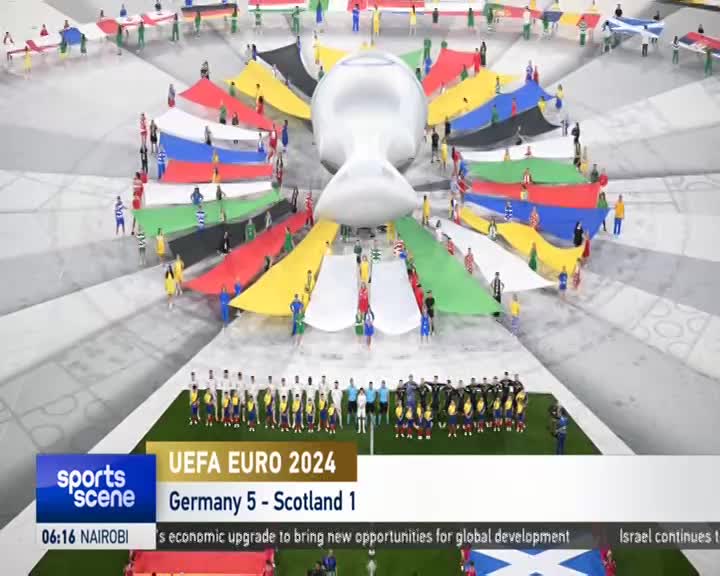 UEFA EURO 2024
sports
scene
Germany 5 - Scotland 1
06:16 NAIROBI
's economic upgrade to bring new opportunities for global development Israel continues t